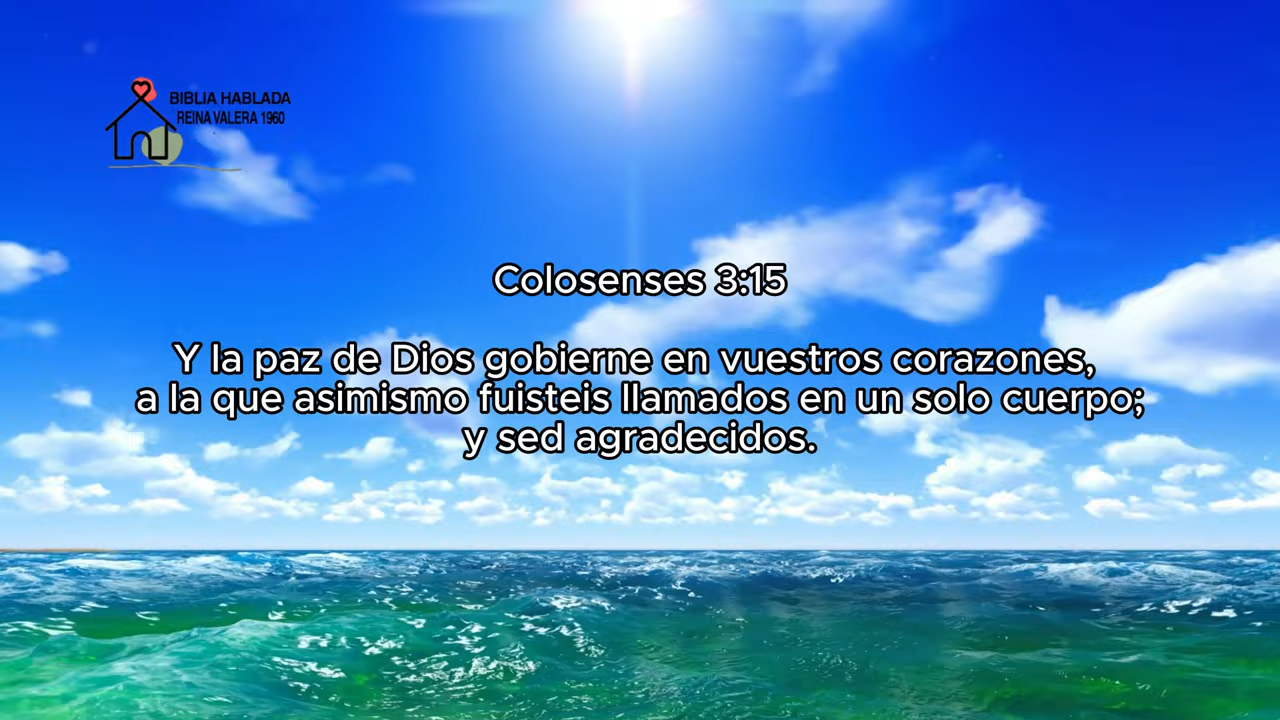 BIBLIA HABLADA
REINA VALERA 1960
Colosenses 3:15
Y la paz de Dios gobierne en vuestros corazones,
a la que asimismo fuisteis llamados en un solo cuerpo;
y sed agradecidos.